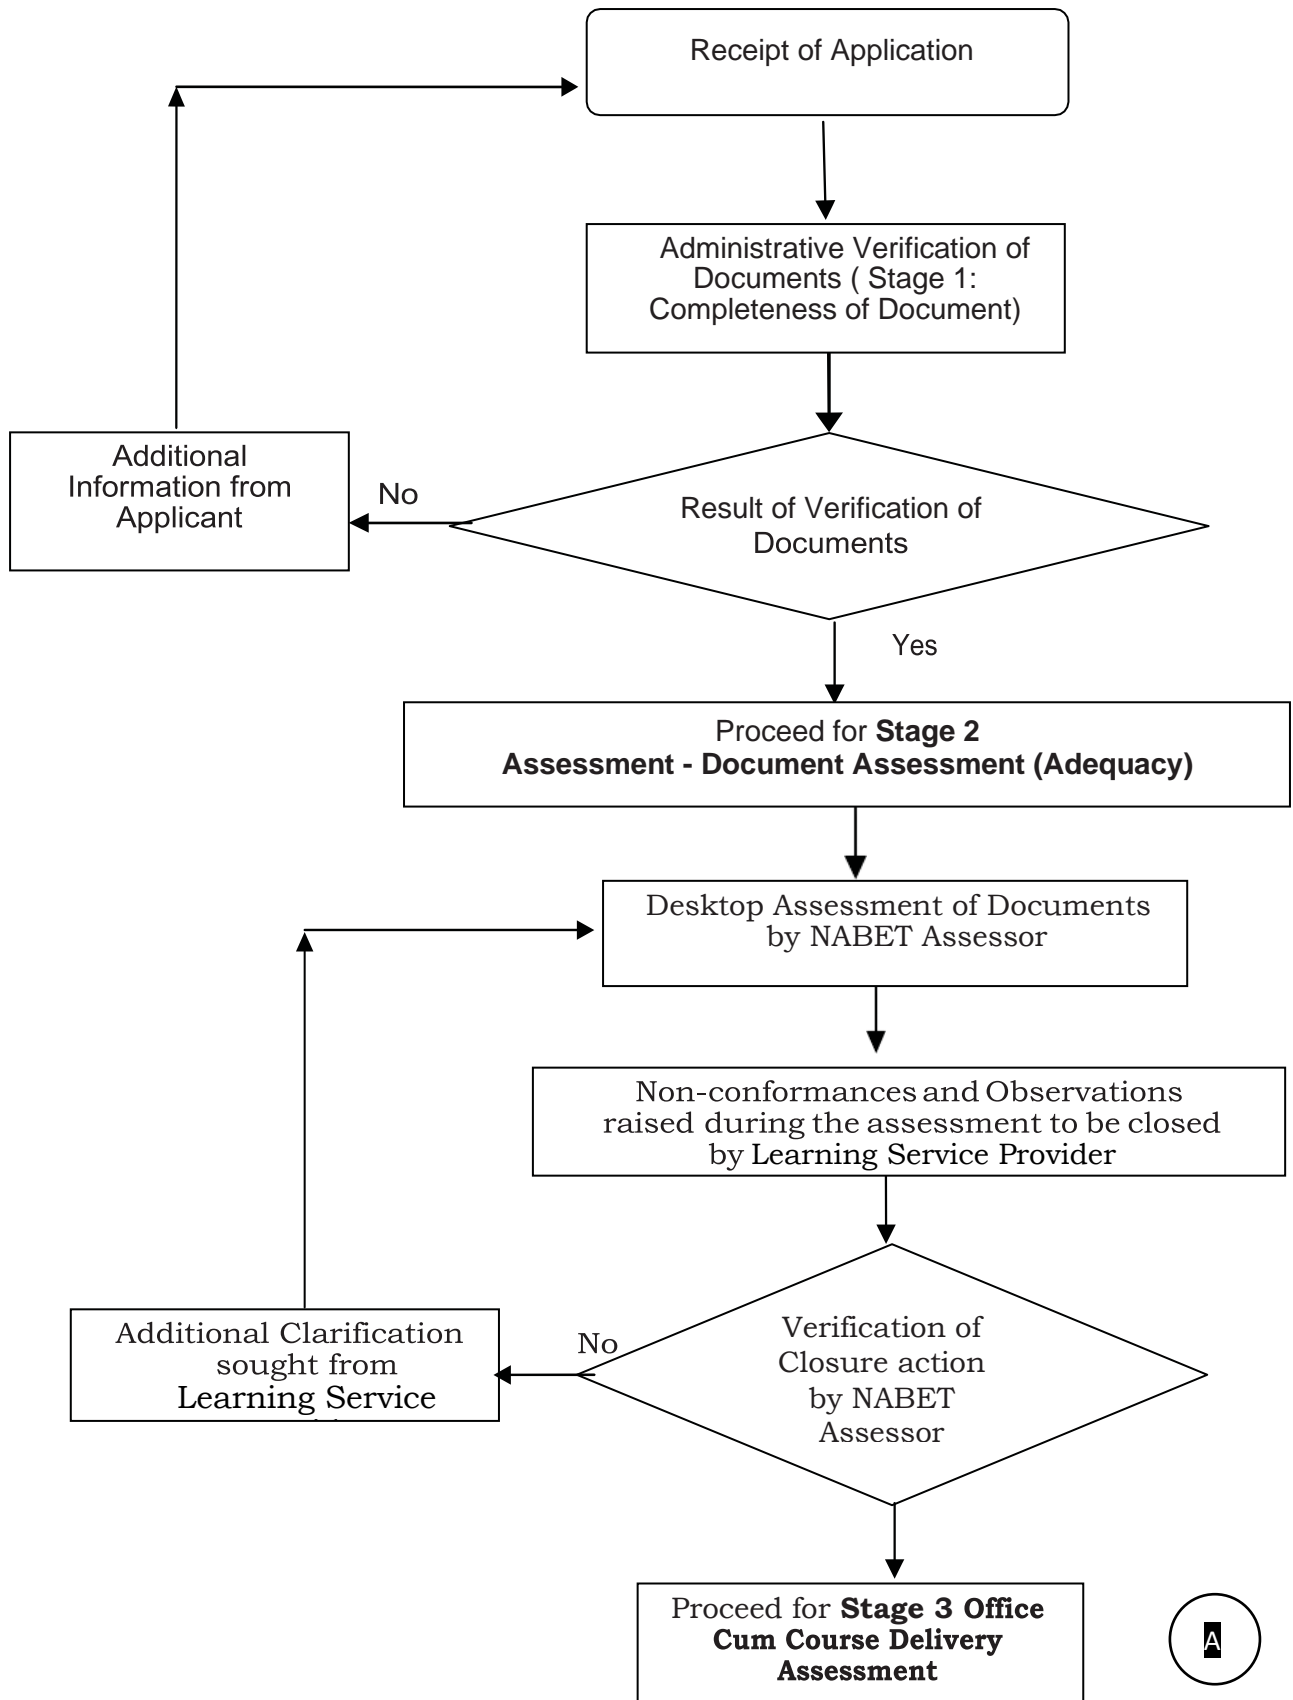 Receipt of Application
Administrative Verification of
Documents ( Stage 1:
Completeness of Document)
Additional
Information from
Applicant
No
Result of Verification of
Documents
Yes
Proceed for Stage 2
Assessment - Document Assessment (Adequacy)
Desktop Assessment of Documents
by NABET Assessor
Non-conformances and Observations
raised during the assessment to be closed
by Learning Service Provider
Additional Clarification
sought from
Learning Service
No
Verification of
Closure action
by NABET
Assessor
Proceed for Stage 3 Office
Cum Course Delivery
Assessment
A